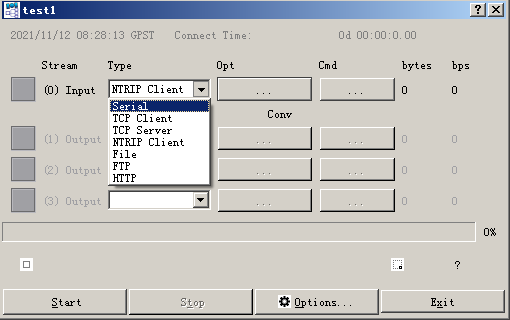 test1
2021/11/12 08:28:13 GPST Connect Time: 0d 00:00:0.00
Stream Type Opt Cmd bytes bps
(0) Input NTRIP Client ... ... 0 0
Serial
TCP Client
TCP Server
NTRIP Client
File
FTP
HTTP
Conv
(1) Output ... ... 0 0
(2) Output ... ... 0 0
(3) Output ... ... 0 0
0%
?
Start Stop Options... Exit